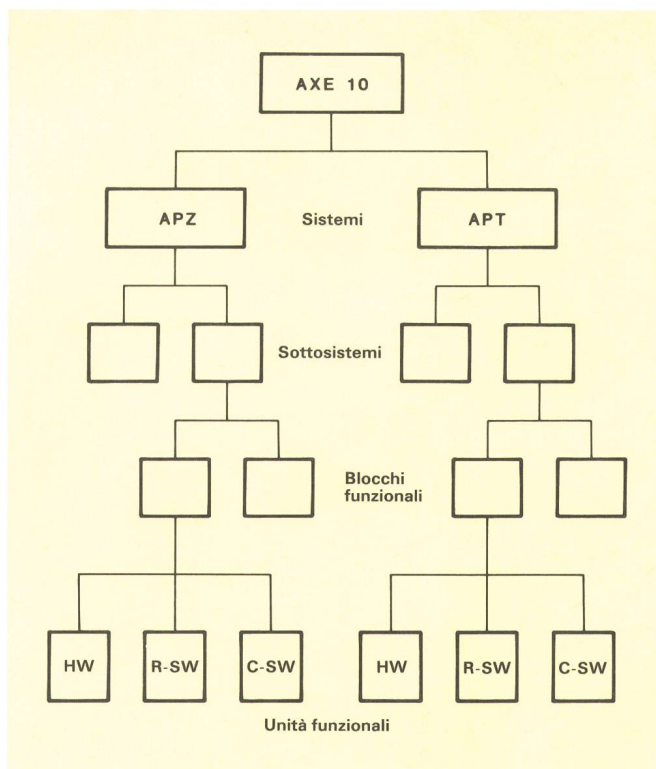 AXE 10
APZ
Sistemi
APT
Sottosistemi
Blocchi
funzionali
HW
R-SW
C-SW
HW
R-SW
C-SW
Unità funzionali